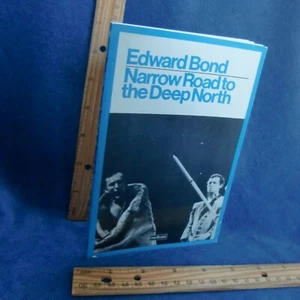 Edward Bond
Narrow Road to
the Deep North